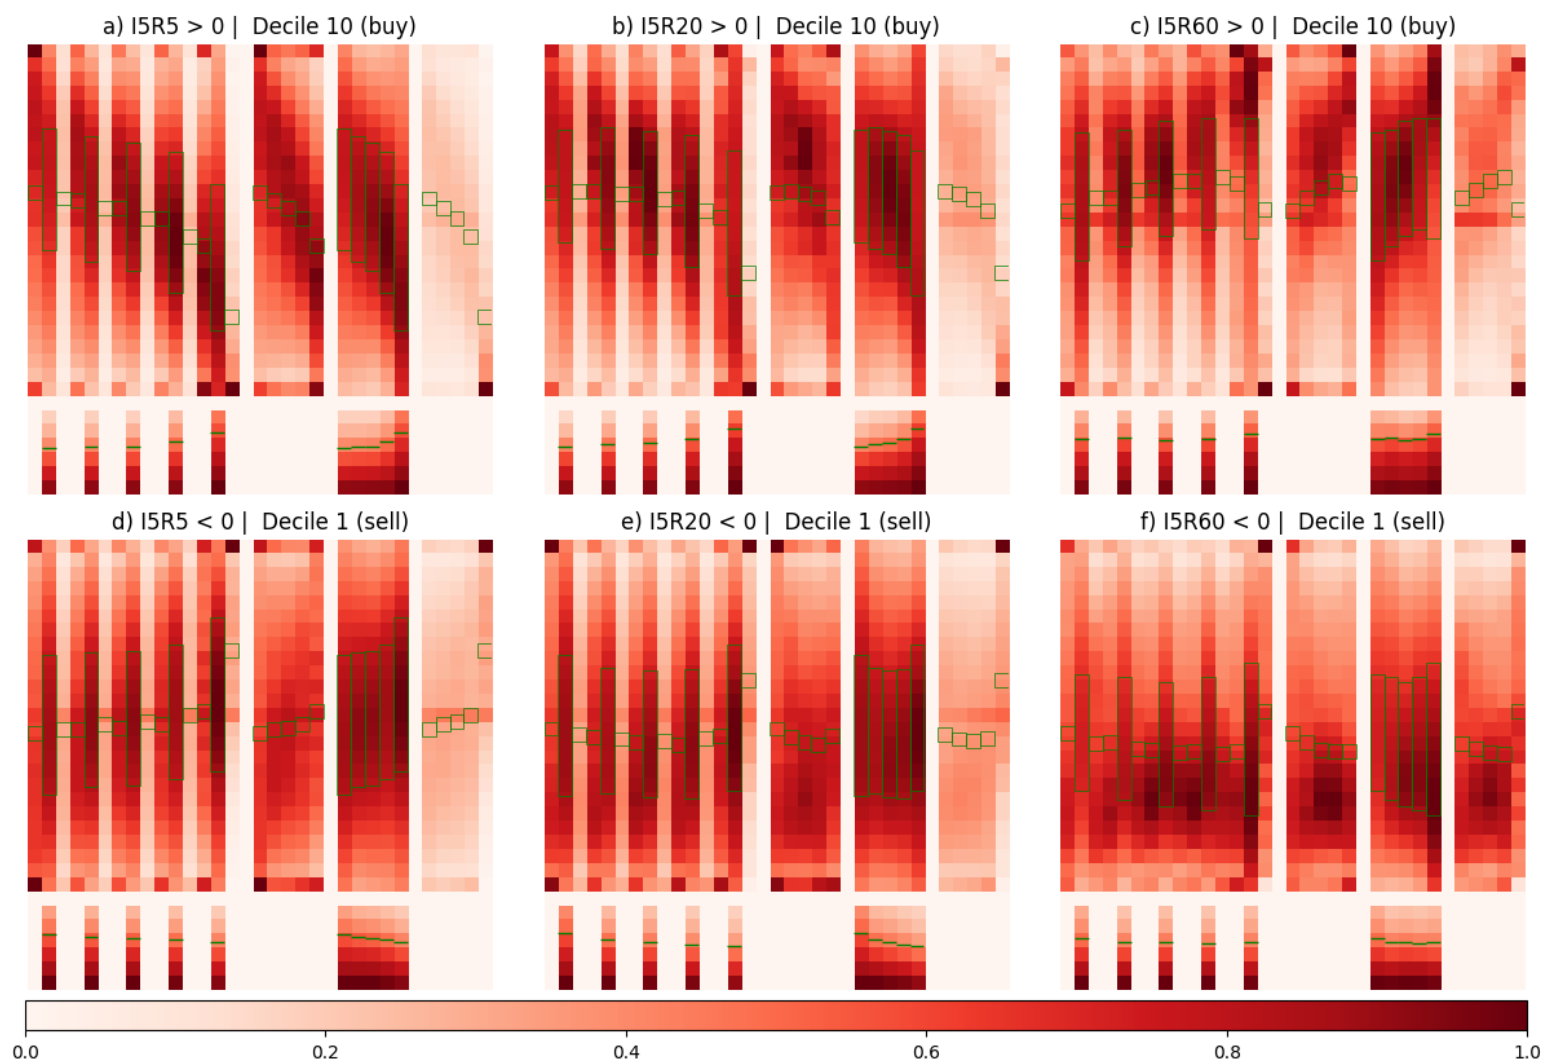 a) I5R5 > 0 | Decile 10 (buy)
b) I5R20 > 0 | Decile 10 (buy)
c) I5R60 > 0 | Decile 10 (buy)
d) I5R5 < 0 | Decile 1 (sell)
e) I5R20 < 0 | Decile 1 (sell)
f) I5R60 < 0 | Decile 1 (sell)
0.0 0.2 0.4 0.6 0.8 1.0